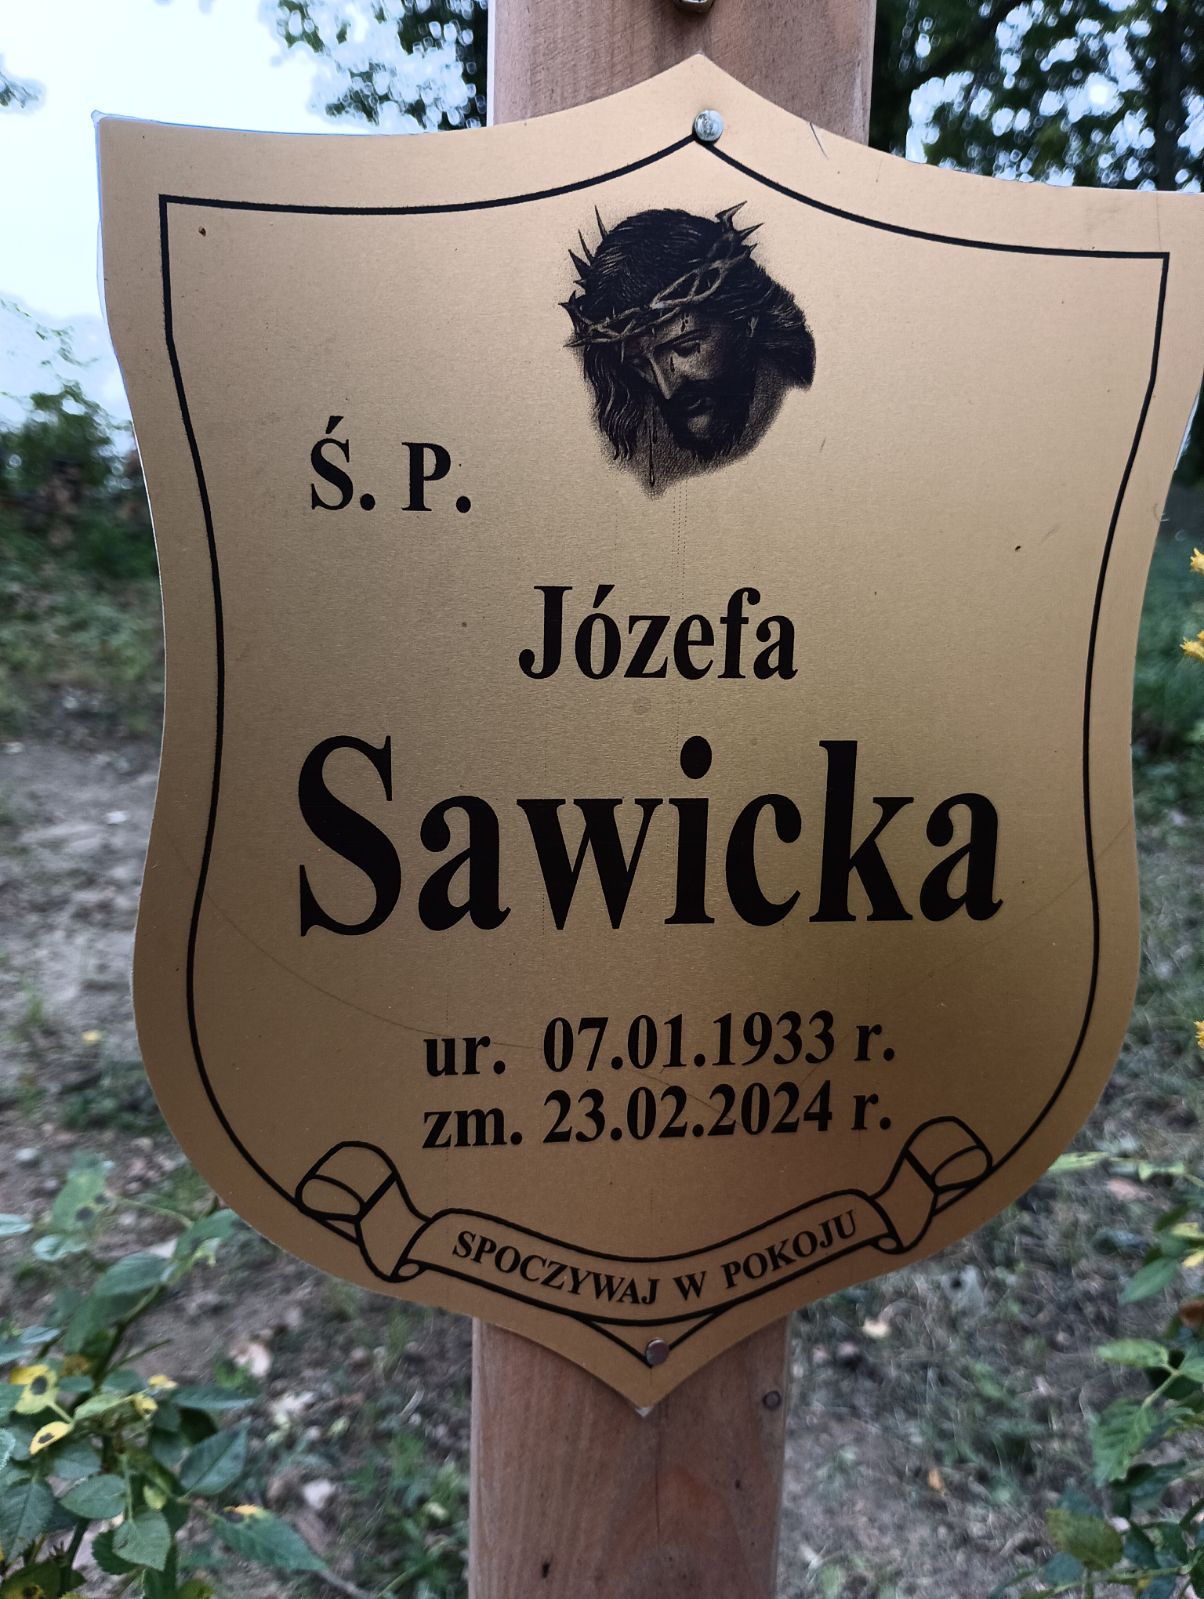 Ś. P.
Józefa
Sawicka
ur. 07.01.1933 r.
zm. 23.02.2024 r.
SPOCZYWAJ W POKOJU